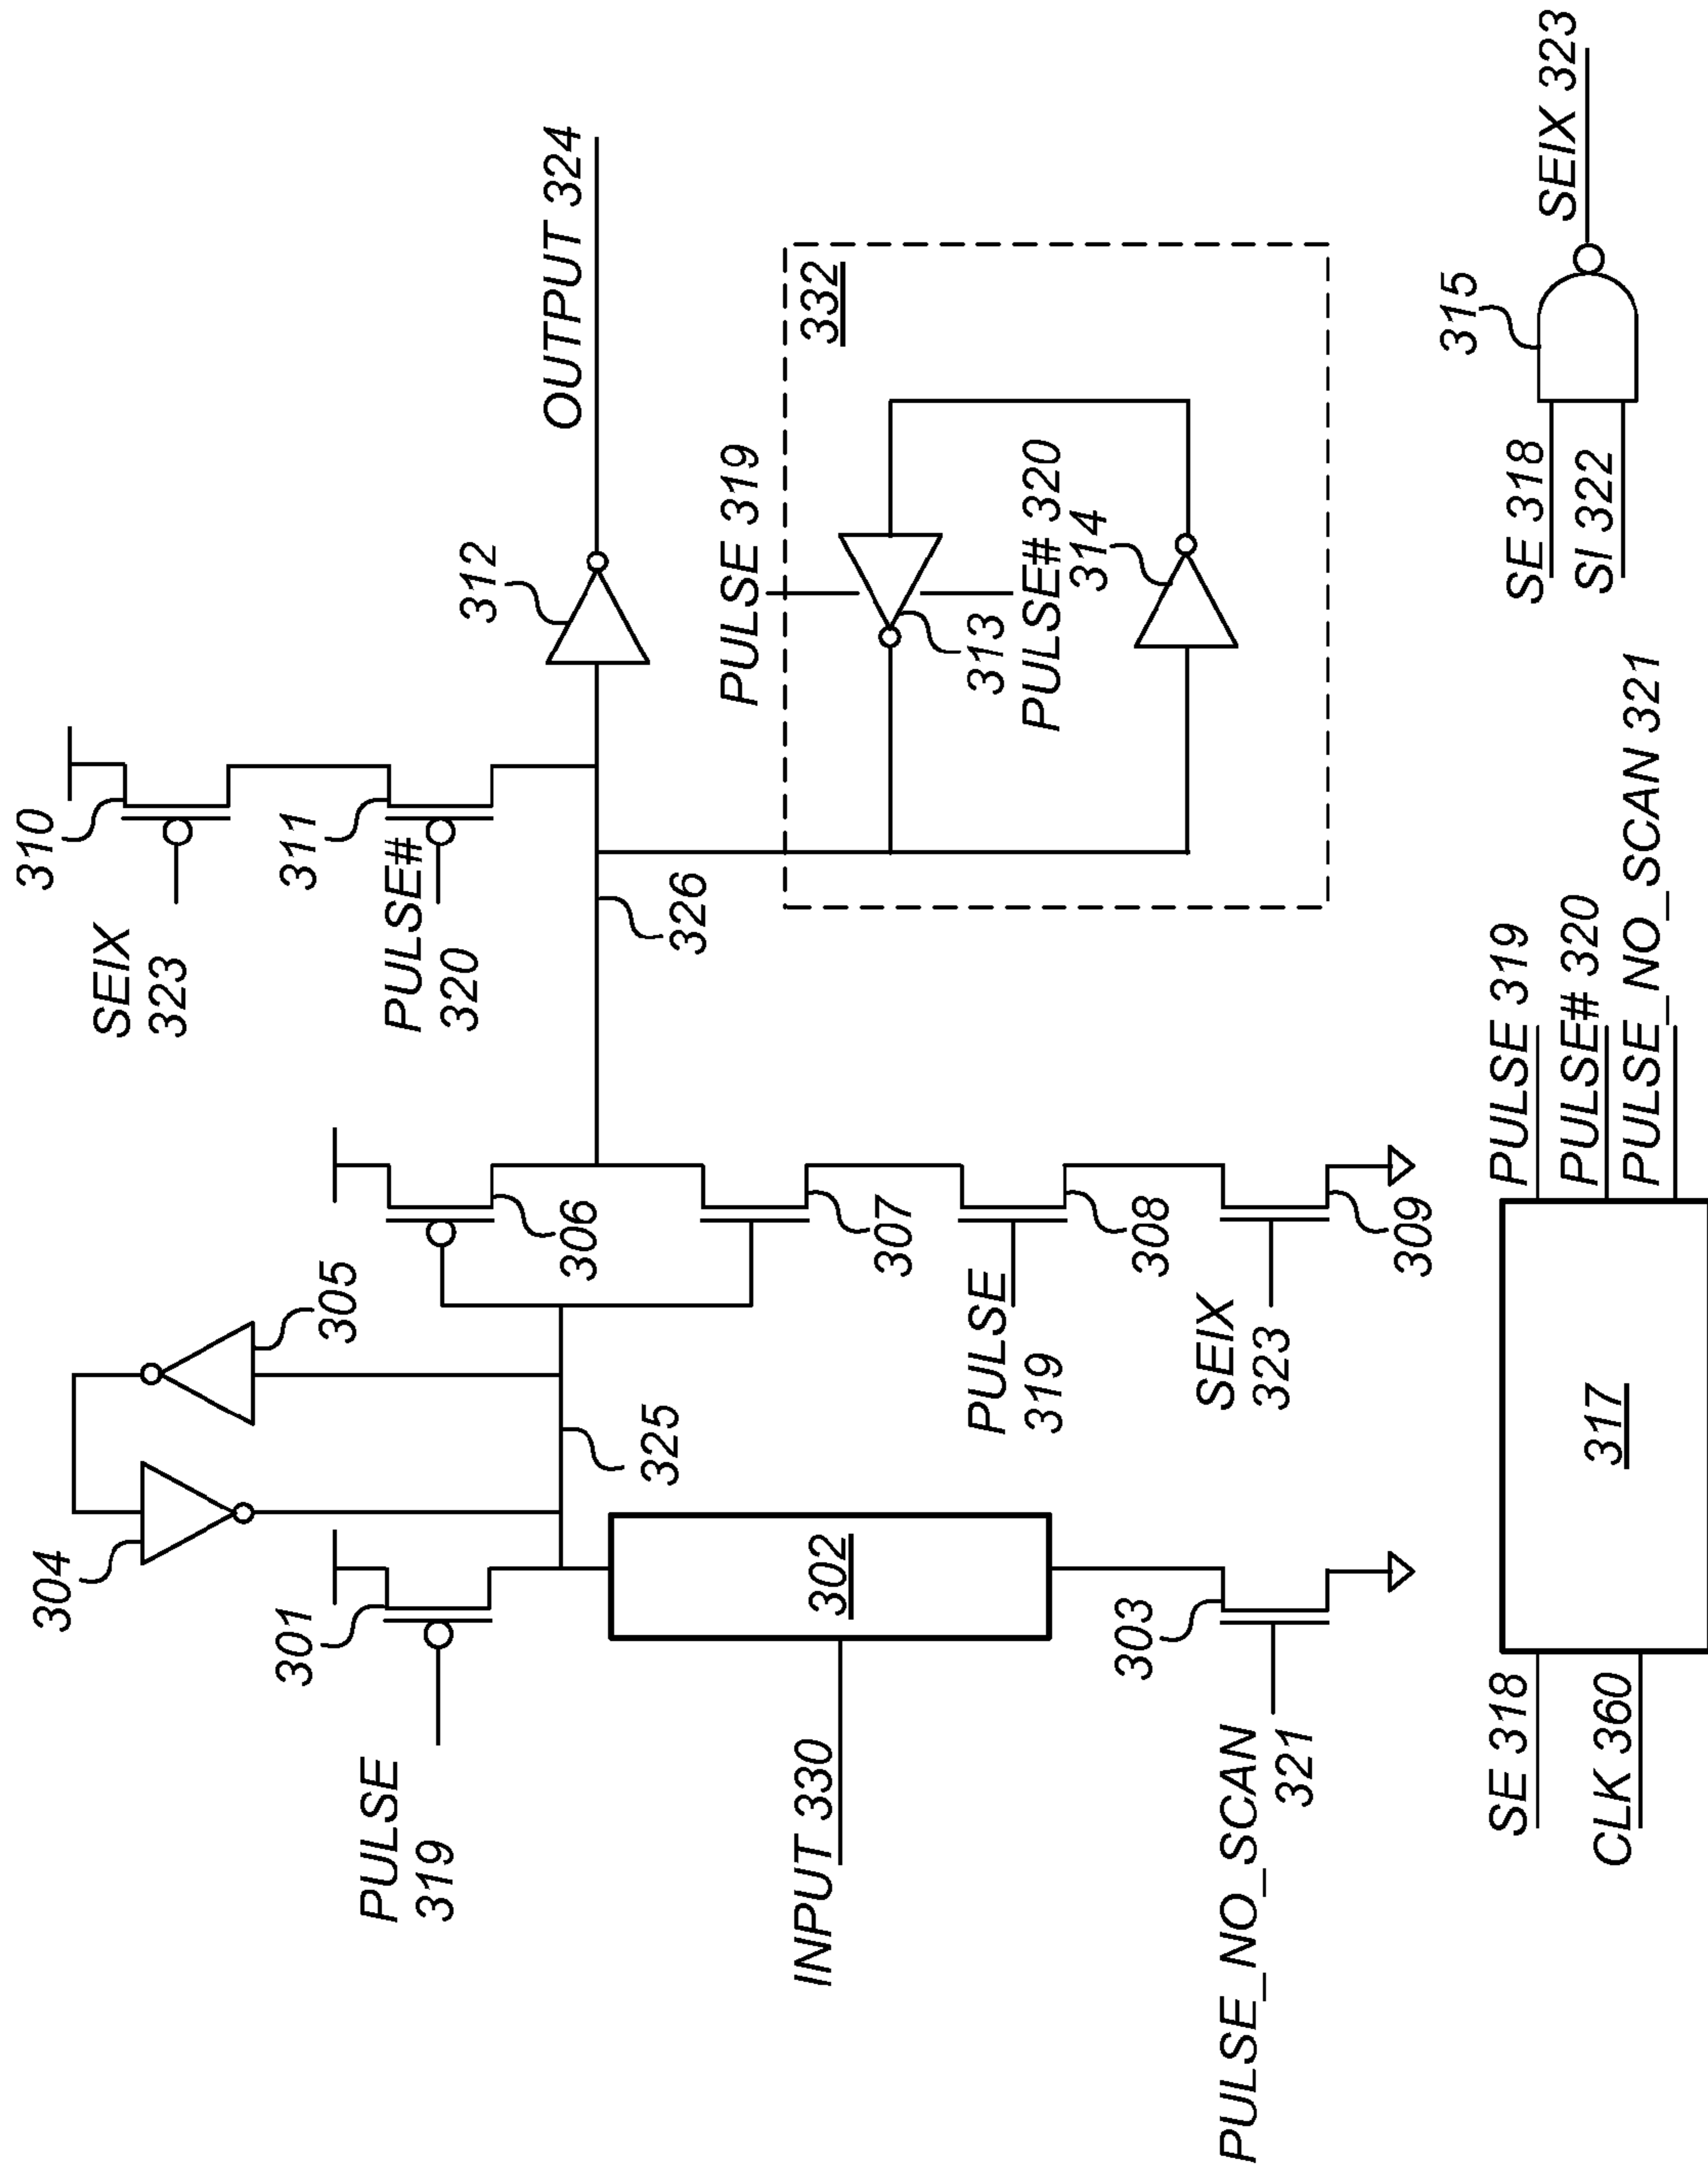 310
SEIX
323
311
PULSE#
320
OUTPUT 324
312
326
PULSE 319
332
313
PULSE# 320
314
304
305
301
PULSE
319
325
306
307
INPUT 330
302
PULSE
319
308
303
PULSE_NO_SCAN
321
SEIX
323
309
SE 318
CLK 360
317
PULSE 319
PULSE# 320
PULSE_NO_SCAN 321
SE 318
SI 322
315
SEIX 323